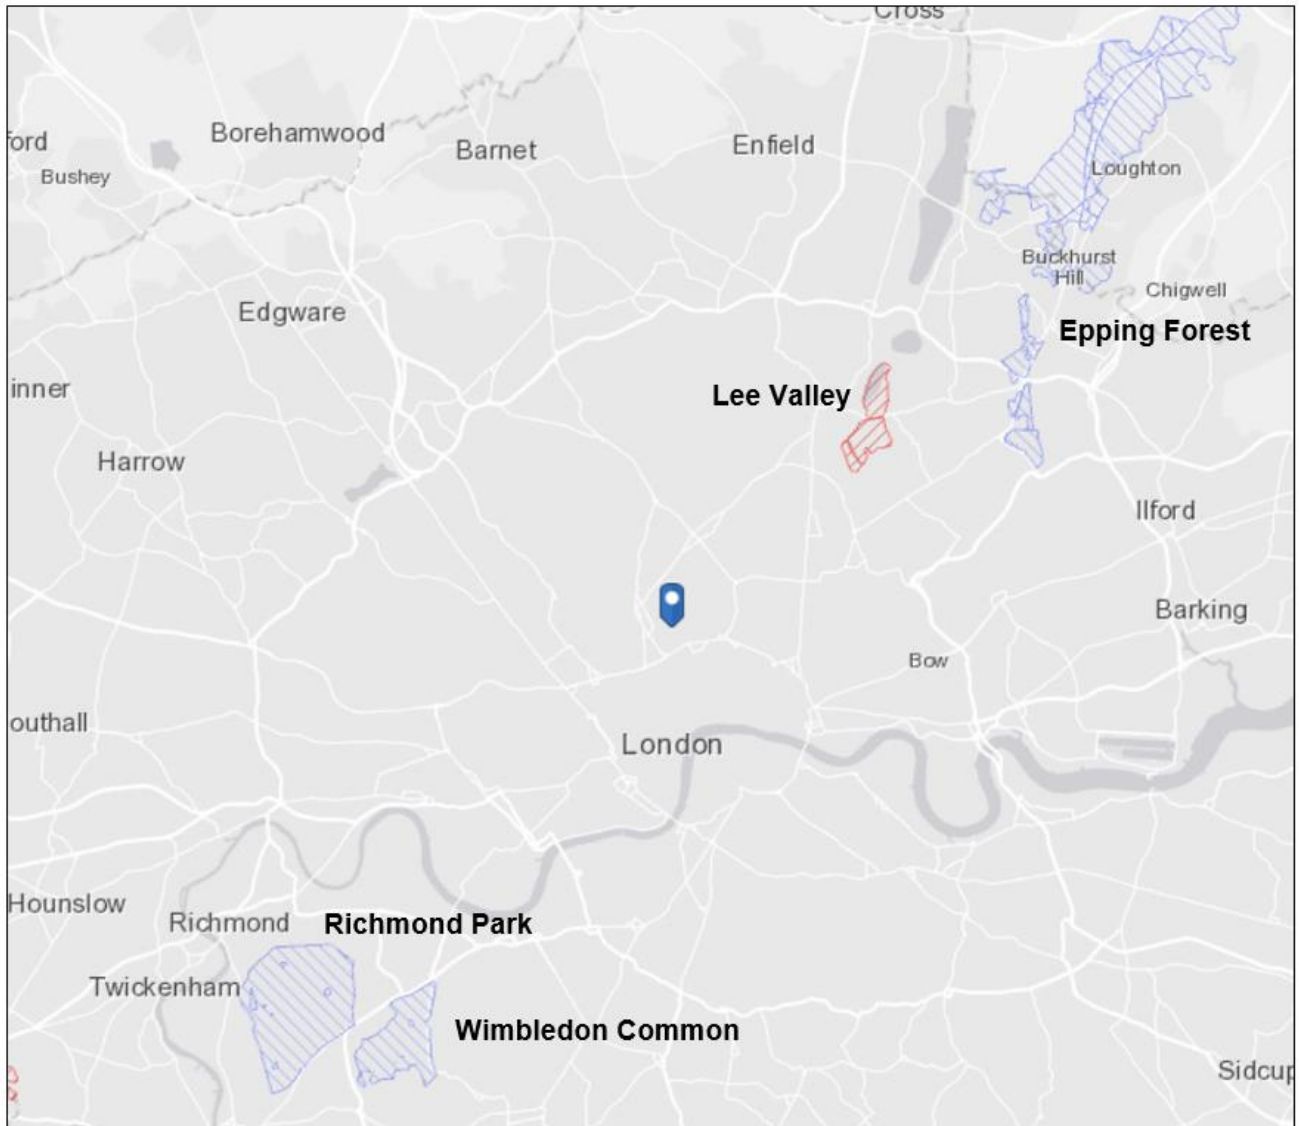 Cross
ford
Borehamwood
Barnet
Enfield
Bushey
Loughton
Buckhurst
Hill
Chigwell
Edgware
Epping Forest
inner
Lee Valley
Harrow
Ilford
Barking
Bow
outhall
London
Hounslow
Richmond
Richmond Park
Twickenham
Wimbledon Common
Sidcup